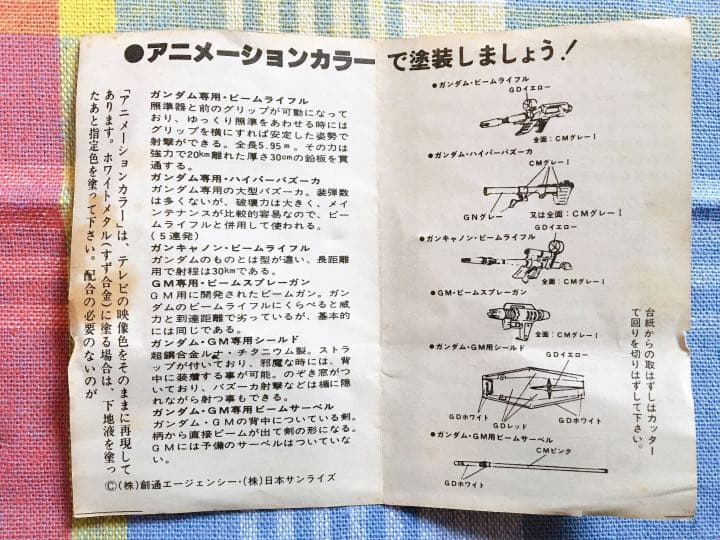 ●アニメーションカラーで塗装しましょう!
「アニメーションカラー」は、テレビの映像色をそのままに再現して
あります。ホワイトメタル(すず合金)に塗る場合は、下地液を塗っ
たあと指定色を塗って下さい。配合の必要のないのが
ガンダム専用・ビームライフル
照準器と前のグリップが可動になって
おり、ゆっくり照準をあわせる時には
グリップを横にすれば安定した姿勢で
射撃ができる。全長5.95m。その力は
強力で20km離れた厚さ30cmの鉛板を貫
通する。
ガンダム専用・ハイパーバズーカ
ガンダム専用の大型バズーカ。装弾数
は多くないが、破壊力は大きく、メイ
ンテナンスが比較的容易なので、ビー
ムライフルと併用して使われる。
(5連発)
ガンキャノン・ビームライフル
ガンダムのものとは型が違い、長距離
用で射程は30kmである。
GM専用・ビームスプレーガン
GM用に開発されたビームガン。ガン
ダムのビームライフルにくらべると威
力と到達距離で劣っているが、基本的
には同じである。
ガンダム・GM専用シールド
超鋼合金ルナ・チタニウム製。ストラ
ップが付いており、邪魔な時には、背
中に装着する事が可能。のぞき窓がつ
いており、バズーカ射撃などは楯に隠
れながら射つ事もできる。
ガンダム・GM専用ビームサーベル
ガンダム・GMの背中についている剣。
柄から直接ビームが出て剣の形になる。
GMには予備のサーベルはついていな
い。
©(株)創通エージェンシー・(株)日本サンライズ
●ガンダム・ビームライフル
GDイエロー
全面:CMグレーI
●ガンダム・ハイパーバズーカ
CMグレーI
GNグレー
又は全面:CMグレーI
●ガンキャノン・ビームライフル
GDイエロー
全面:CMグレーI
●GM・ビームスプレーガン
全面:CMグレーI
●ガンダム・GM用シールド
GDイエロー
GDホワイト
GDレッド
GDホワイト
●ガンダム・GM用ビームサーベル
CMピンク
GDホワイト
台紙からの取はずしはカッター
で回りを切りはずして下さい。